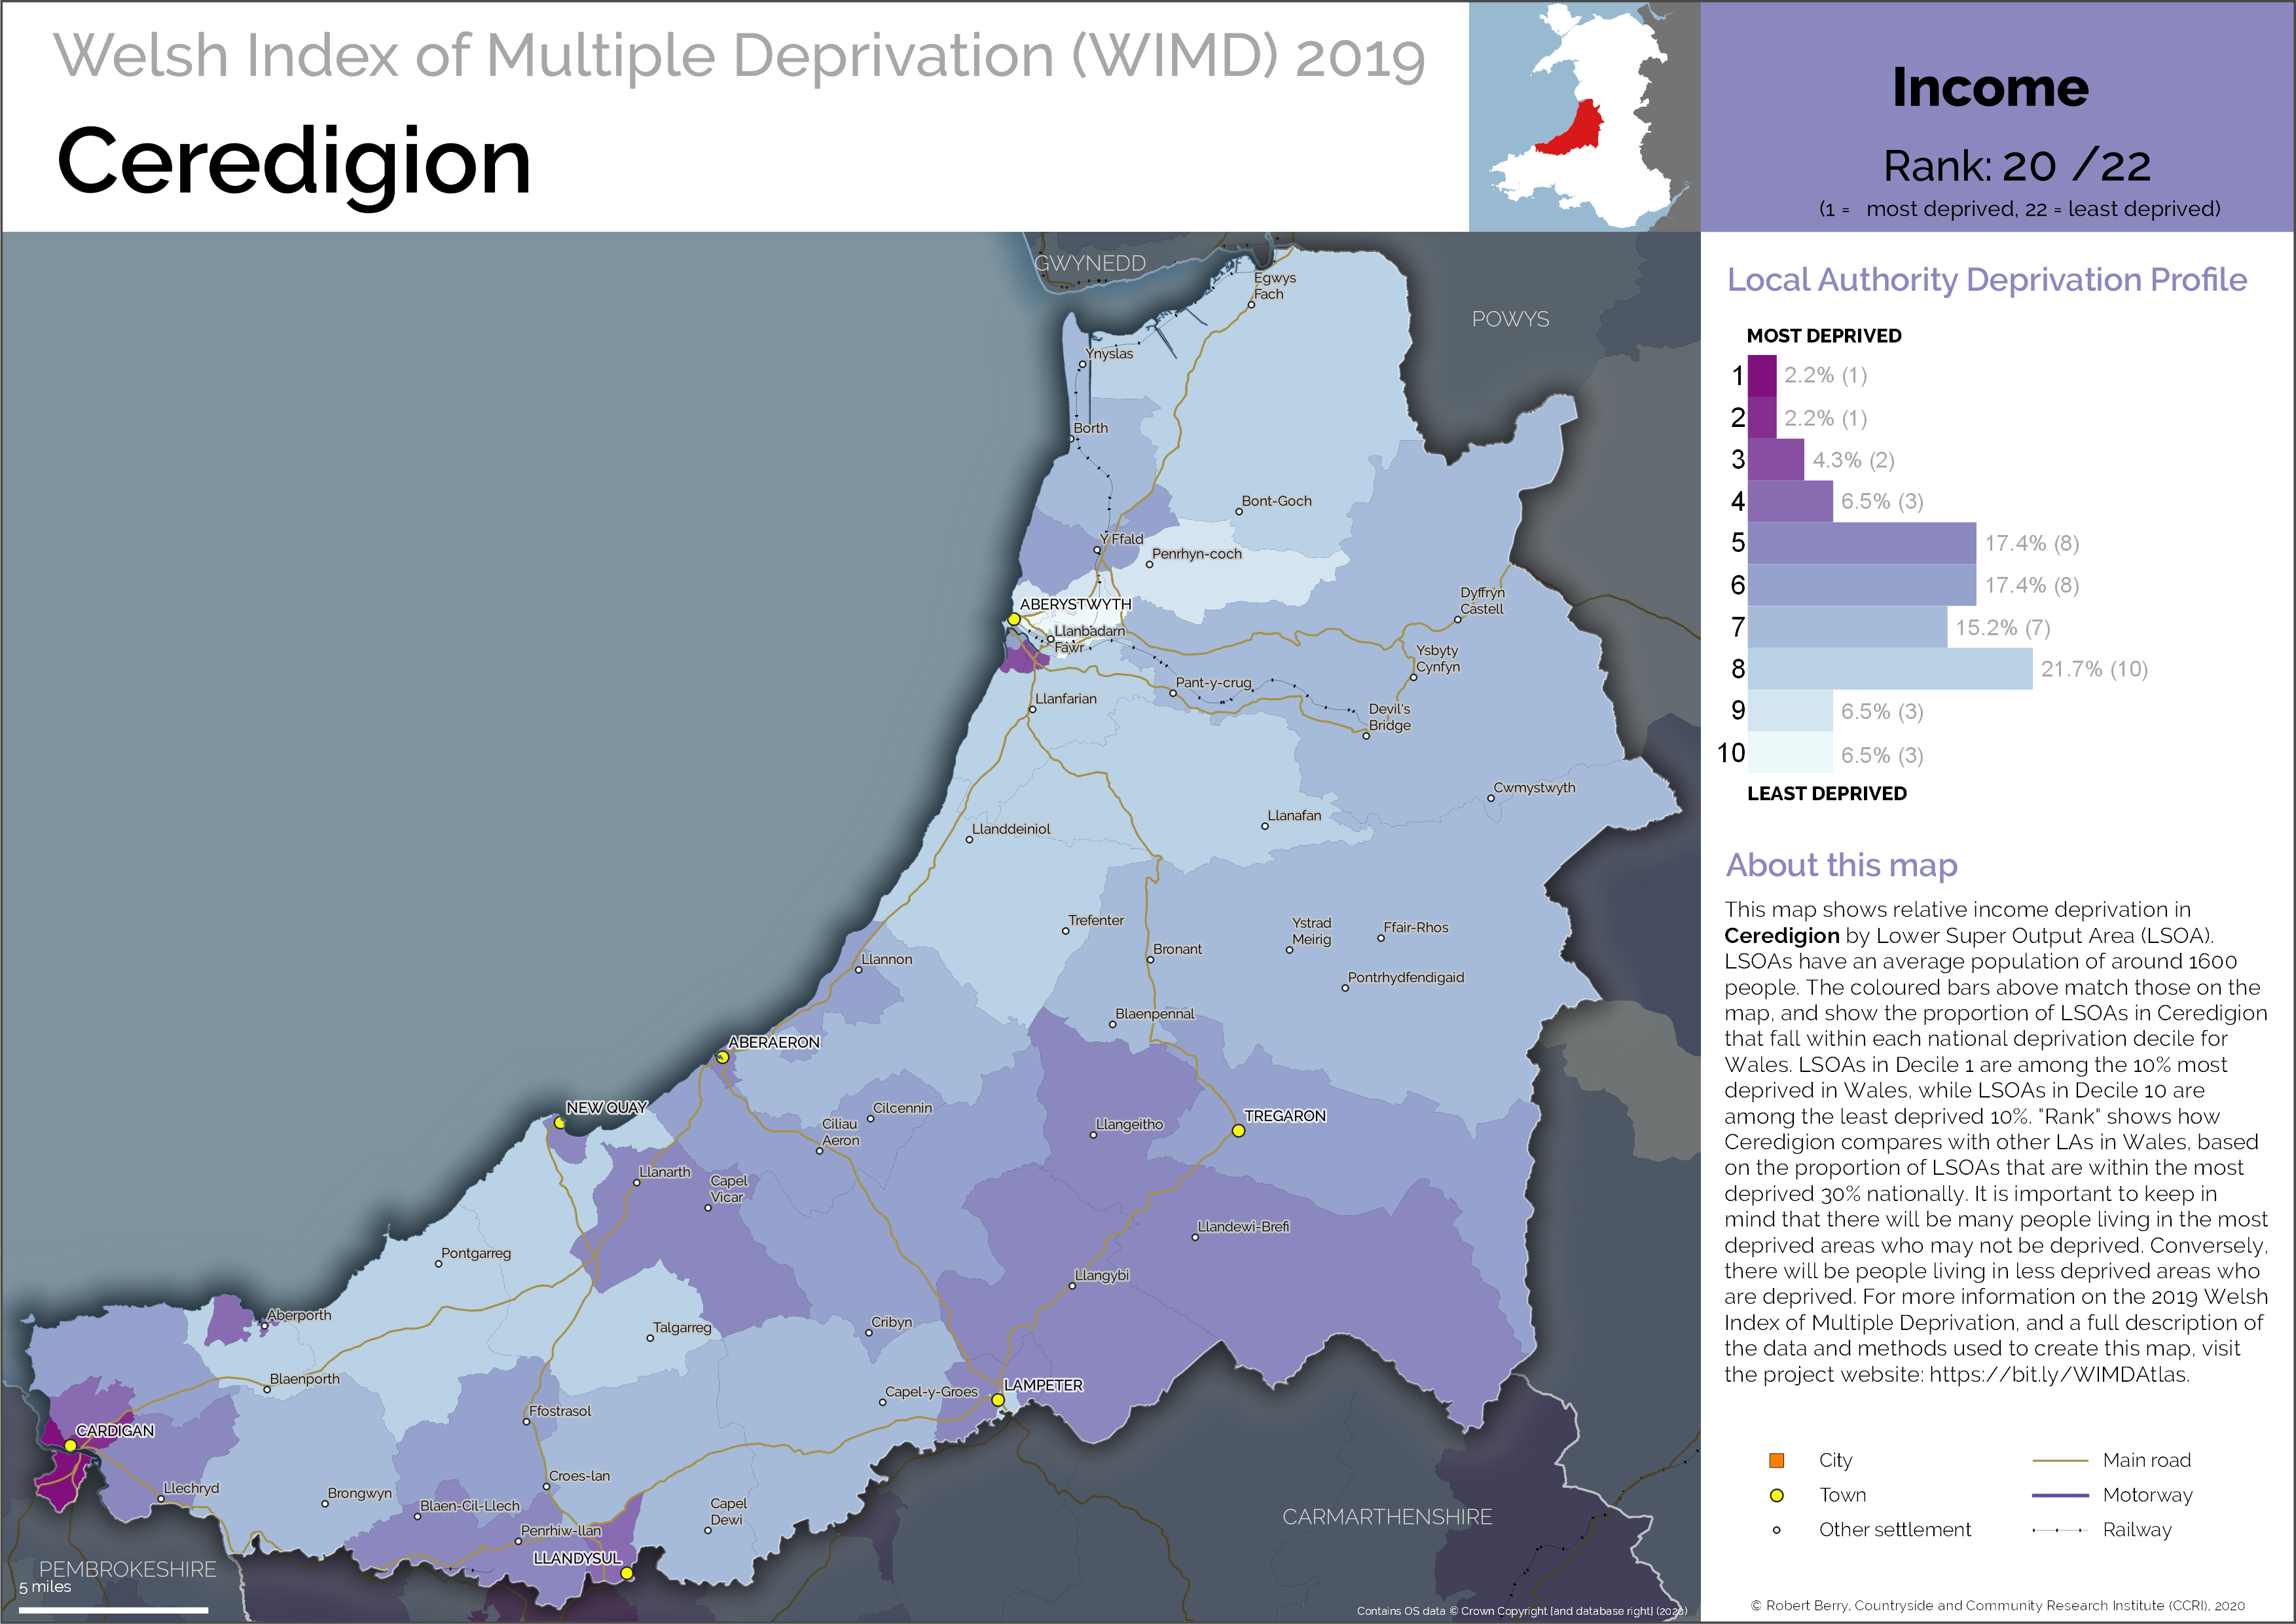 Welsh Index of Multiple Deprivation (WIMD) 2019
Ceredigion
Income
Rank: 20 /22
(1 = most deprived, 22 = least deprived)
GWYNEDD
POWYS
Egwys
Fach
Ynyslas
Borth
Bont-Goch
Y Ffald
Penrhyn-coch
ABERYSTWYTH
Llanbadarn
Fawr
Dyffryn
Castell
Ysbyty
Cynfyn
Pant-y-crug
Llanfarian
Devil's
Bridge
Cwmystwyth
Llanafan
Llanddeiniol
Trefenter
Ystrad
Meirig
Ffair-Rhos
Bronant
Llannon
Pontrhydfendigaid
Blaenpennal
ABERAERON
NEW QUAY
Cilcennin
Ciliau
Aeron
Llangeitho
TREGARON
Llanarth
Capel
Vicar
Llandewi-Brefi
Pontgarreg
Llangybi
Aberporth
Talgarreg
Cribyn
Blaenporth
LAMPETER
Capel-y-Groes
Ffostrasol
CARDIGAN
Croes-lan
Llechryd
Brongwyn
Blaen-Cil-Llech
Capel
Dewi
Penrhiw-llan
LLANDYSUL
CARMARTHENSHIRE
PEMBROKESHIRE
5 miles
Contains OS data © Crown Copyright [and database right] (2020)
Local Authority Deprivation Profile
MOST DEPRIVED
1 2.2% (1)
2 2.2% (1)
3 4.3% (2)
4 6.5% (3)
5 17.4% (8)
6 17.4% (8)
7 15.2% (7)
8 21.7% (10)
9 6.5% (3)
10 6.5% (3)
LEAST DEPRIVED
About this map
This map shows relative income deprivation in
Ceredigion by Lower Super Output Area (LSOA).
LSOAs have an average population of around 1600
people. The coloured bars above match those on the
map, and show the proportion of LSOAs in Ceredigion
that fall within each national deprivation decile for
Wales. LSOAs in Decile 1 are among the 10% most
deprived in Wales, while LSOAs in Decile 10 are
among the least deprived 10%. "Rank" shows how
Ceredigion compares with other LAs in Wales, based
on the proportion of LSOAs that are within the most
deprived 30% nationally. It is important to keep in
mind that there will be many people living in the most
deprived areas who may not be deprived. Conversely,
there will be people living in less deprived areas who
are deprived. For more information on the 2019 Welsh
Index of Multiple Deprivation, and a full description of
the data and methods used to create this map, visit
the project website: https://bit.ly/WIMDAtlas.
City
Town
Other settlement
Main road
Motorway
Railway
© Robert Berry, Countryside and Community Research Institute (CCRI), 2020